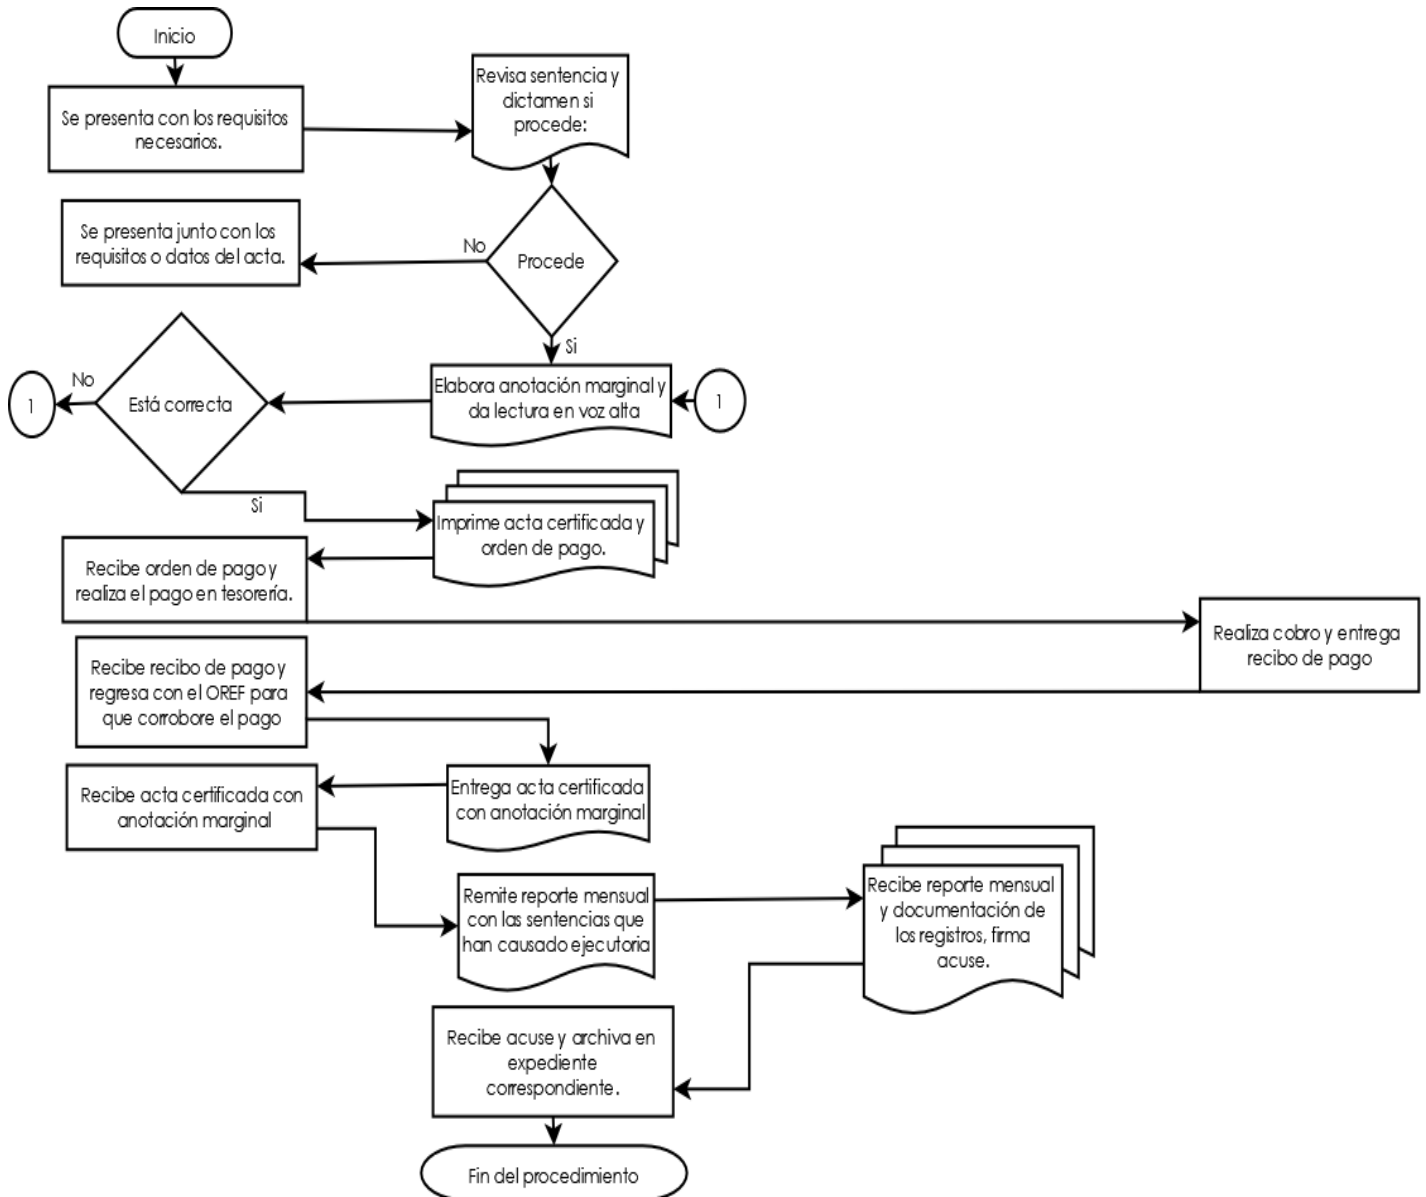 Inicio
Se presenta con los requisitos
necesarios.
Revisa sentencia y
dictamen si
procede:
Procede
No
Se presenta junto con los
requisitos o datos del acta.
Si
Elabora anotación marginal y
da lectura en voz alta
1
Está correcta
No
1
Si
Imprime acta certificada y
orden de pago.
Recibe orden de pago y
realiza el pago en tesorería.
Realiza cobro y entrega
recibo de pago
Recibe recibo de pago y
regresa con el OREF para
que corrobore el pago
Entrega acta certificada
con anotación marginal
Recibe acta certificada con
anotación marginal
Remite reporte mensual
con las sentencias que
han causado ejecutoria
Recibe reporte mensual
y documentación de
los registros, firma
acuse.
Recibe acuse y archiva en
expediente
correspondiente.
Fin del procedimiento